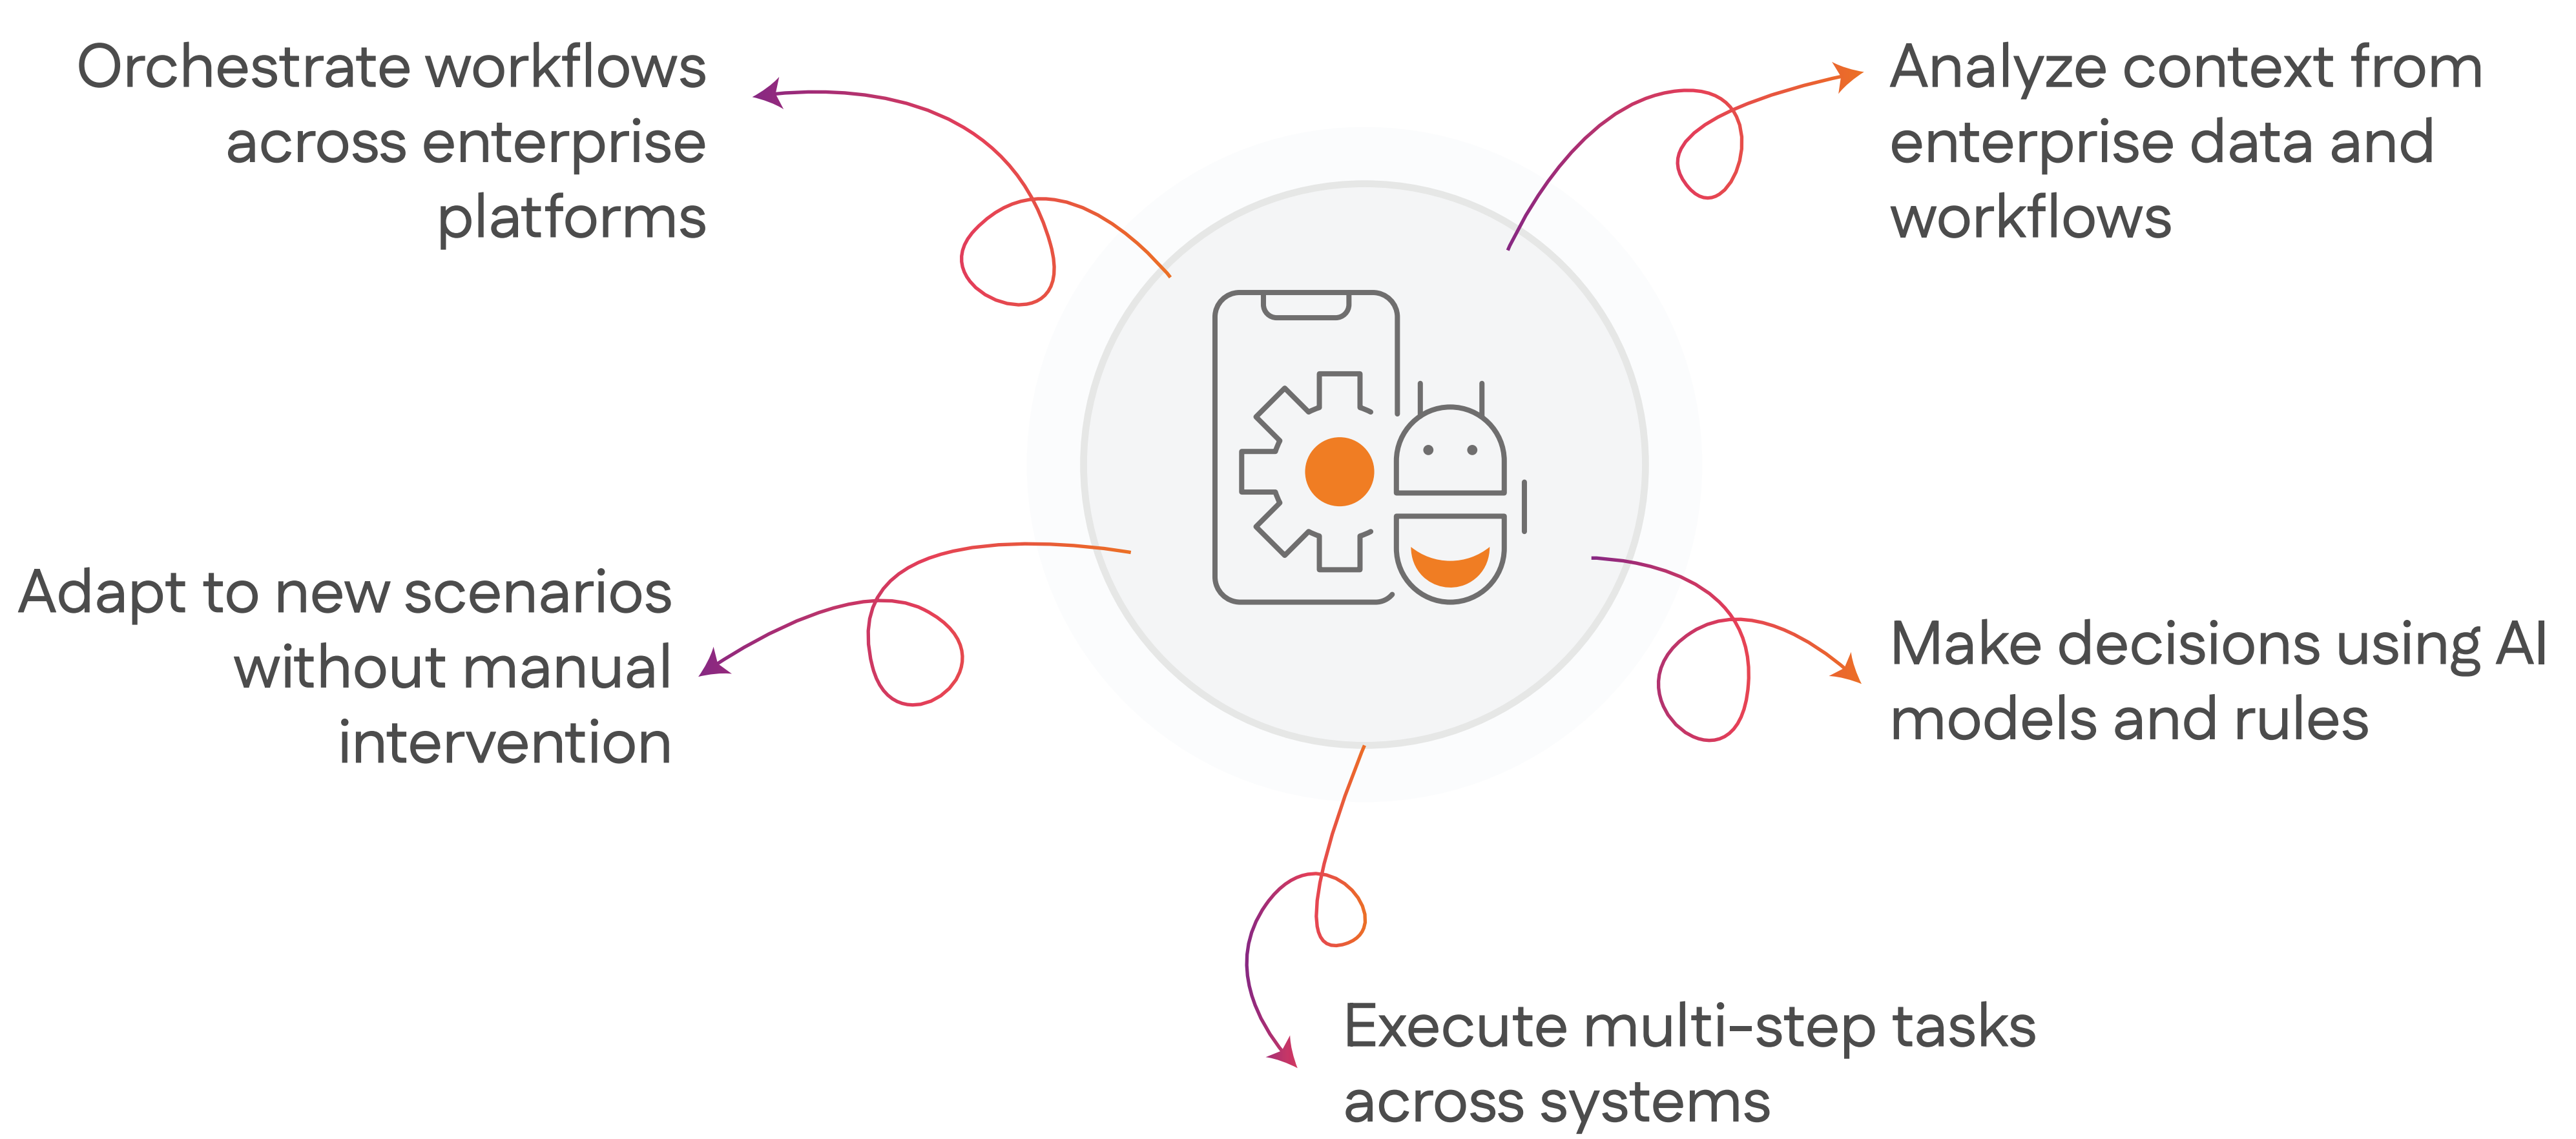 Orchestrate workflows
across enterprise
platforms
Analyze context from
enterprise data and
workflows
Adapt to new scenarios
without manual
intervention
Make decisions using AI
models and rules
Execute multi-step tasks
across systems